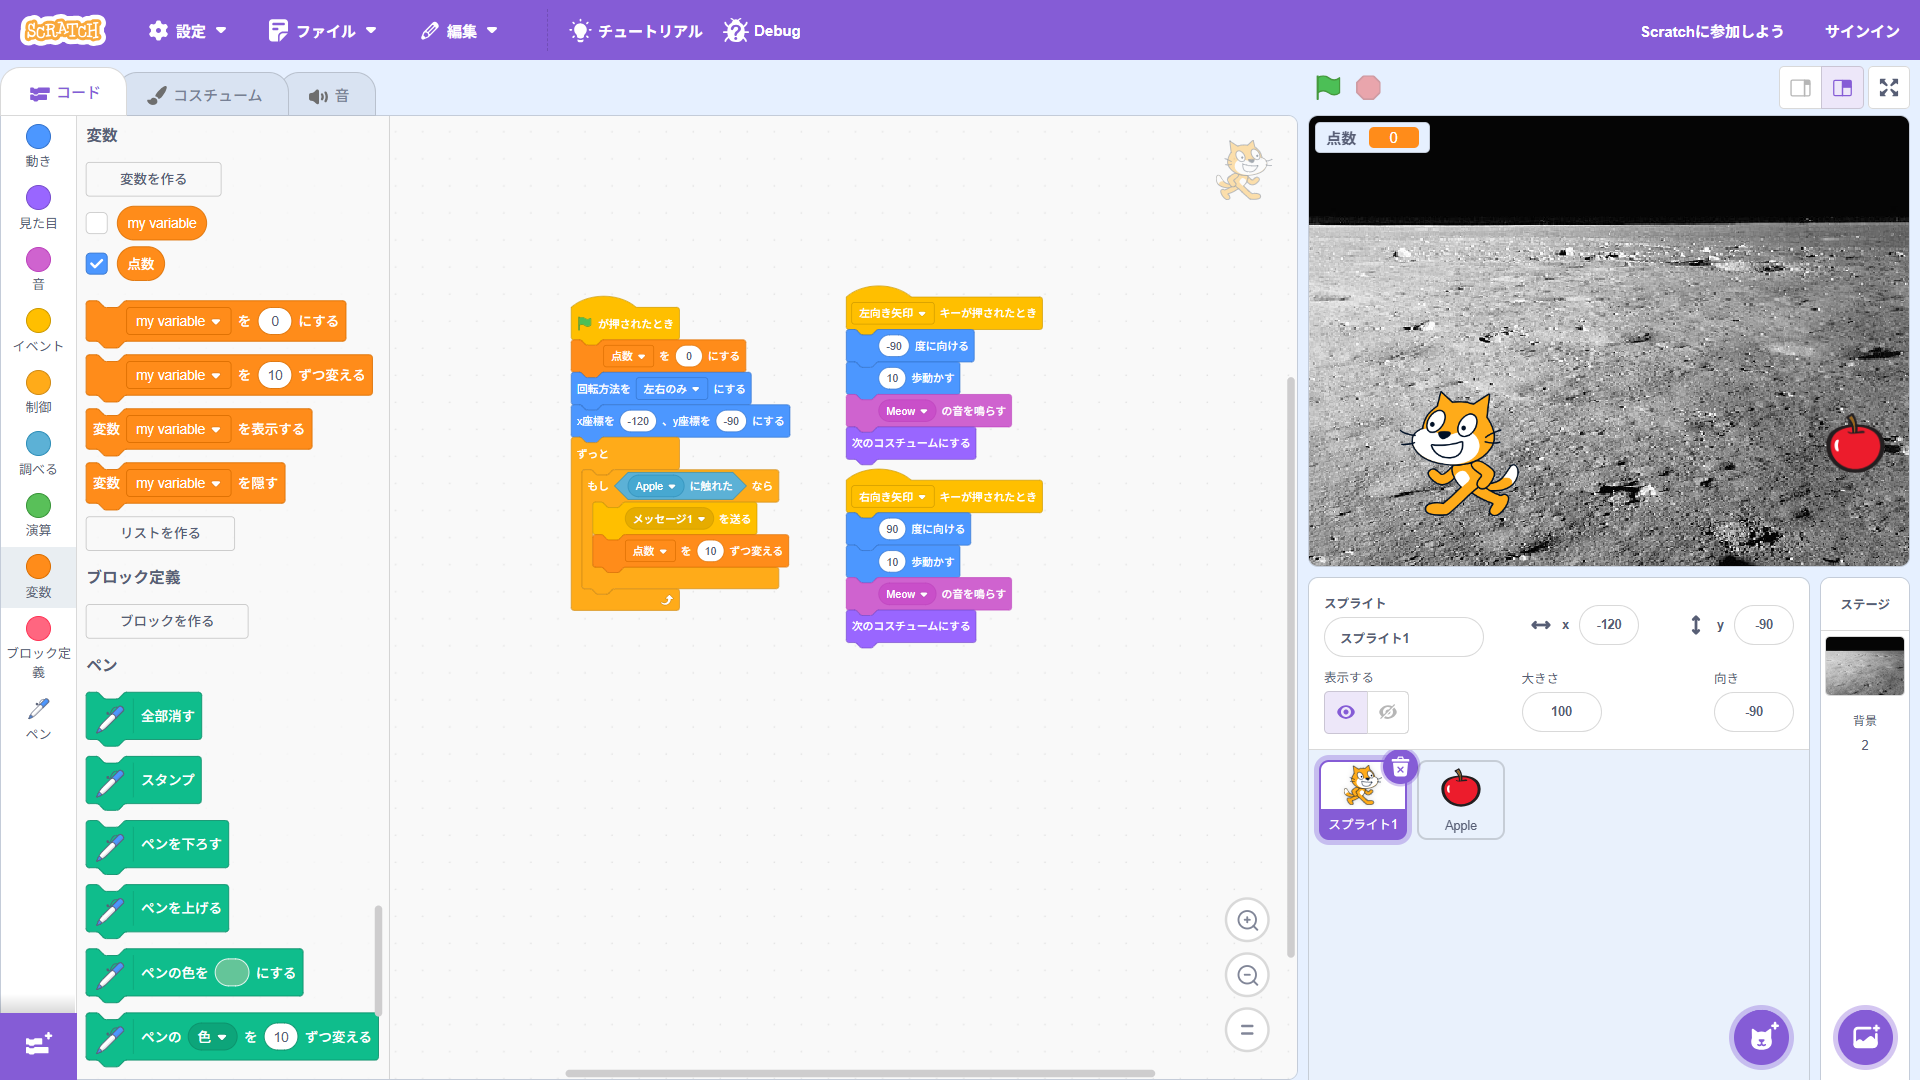 SCRATCH 設定 ファイル 編集 チュートリアル Debug Scratchに参加しよう サインイン
コード コスチューム 音
動き
見た目
音
イベント
制御
調べる
演算
変数
ブロック定義
ペン
変数
変数を作る
my variable
点数
my variable を 0 にする
my variable を 10 ずつ変える
変数 my variable を表示する
変数 my variable を隠す
リストを作る
ブロック定義
ブロックを作る
ペン
全部消す
スタンプ
ペンを下ろす
ペンを上げる
ペンの色を にする
ペンの 色 を 10 ずつ変える
が押されたとき
点数 を 0 にする
回転方法を 左右のみ にする
x座標を -120 、y座標を -90 にする
ずっと
もし Apple に触れた なら
メッセージ1 を送る
点数 を 10 ずつ変える
左向き矢印 キーが押されたとき
-90 度に向ける
10 歩動かす
Meow の音を鳴らす
次のコスチュームにする
右向き矢印 キーが押されたとき
90 度に向ける
10 歩動かす
Meow の音を鳴らす
次のコスチュームにする
点数 0
スプライト
スプライト1 x -120 y -90
表示する 大きさ 向き
100 -90
スプライト1
Apple
ステージ
背景
2